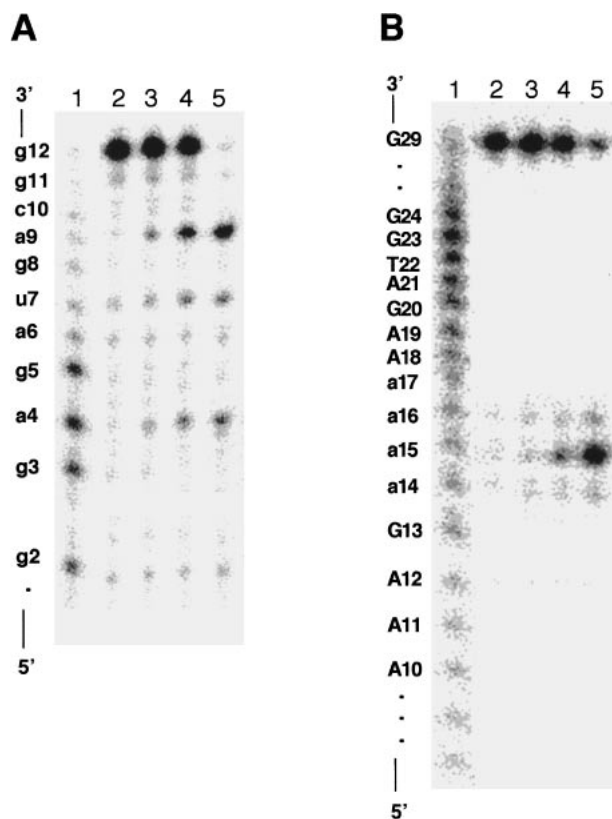 A
3'
1 2 3 4 5
g12
g11
c10
a9
g8
u7
a6
g5
a4
g3
g2
.
5'
B
3'
1 2 3 4 5
G29
.
.
G24
G23
T22
A21
G20
A19
A18
a17
a16
a15
a14
G13
A12
A11
A10
.
.
.
5'